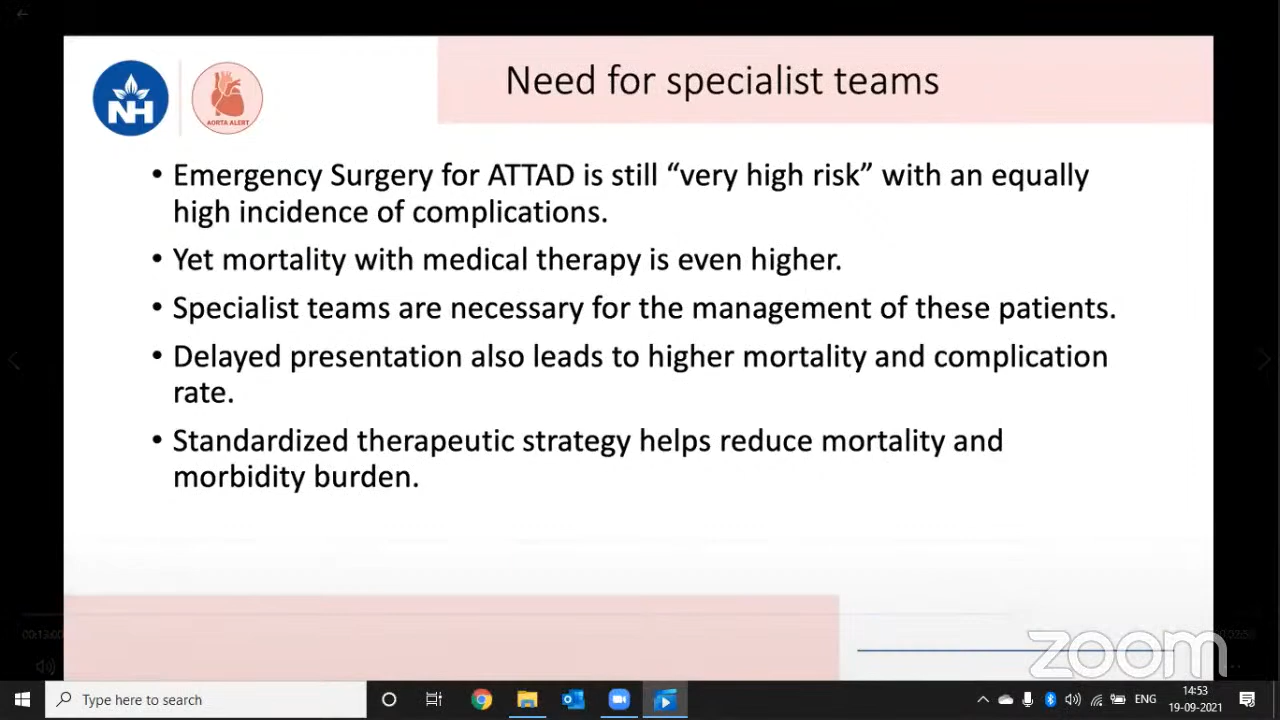 Need for specialist teams
NH
AORTA ALERT
• Emergency Surgery for ATTAD is still “very high risk” with an equally
high incidence of complications.
• Yet mortality with medical therapy is even higher.
• Specialist teams are necessary for the management of these patients.
• Delayed presentation also leads to higher mortality and complication
rate.
• Standardized therapeutic strategy helps reduce mortality and
morbidity burden.
00:13:00
zoom
Type here to search
ENG
14:53
19-09-2021